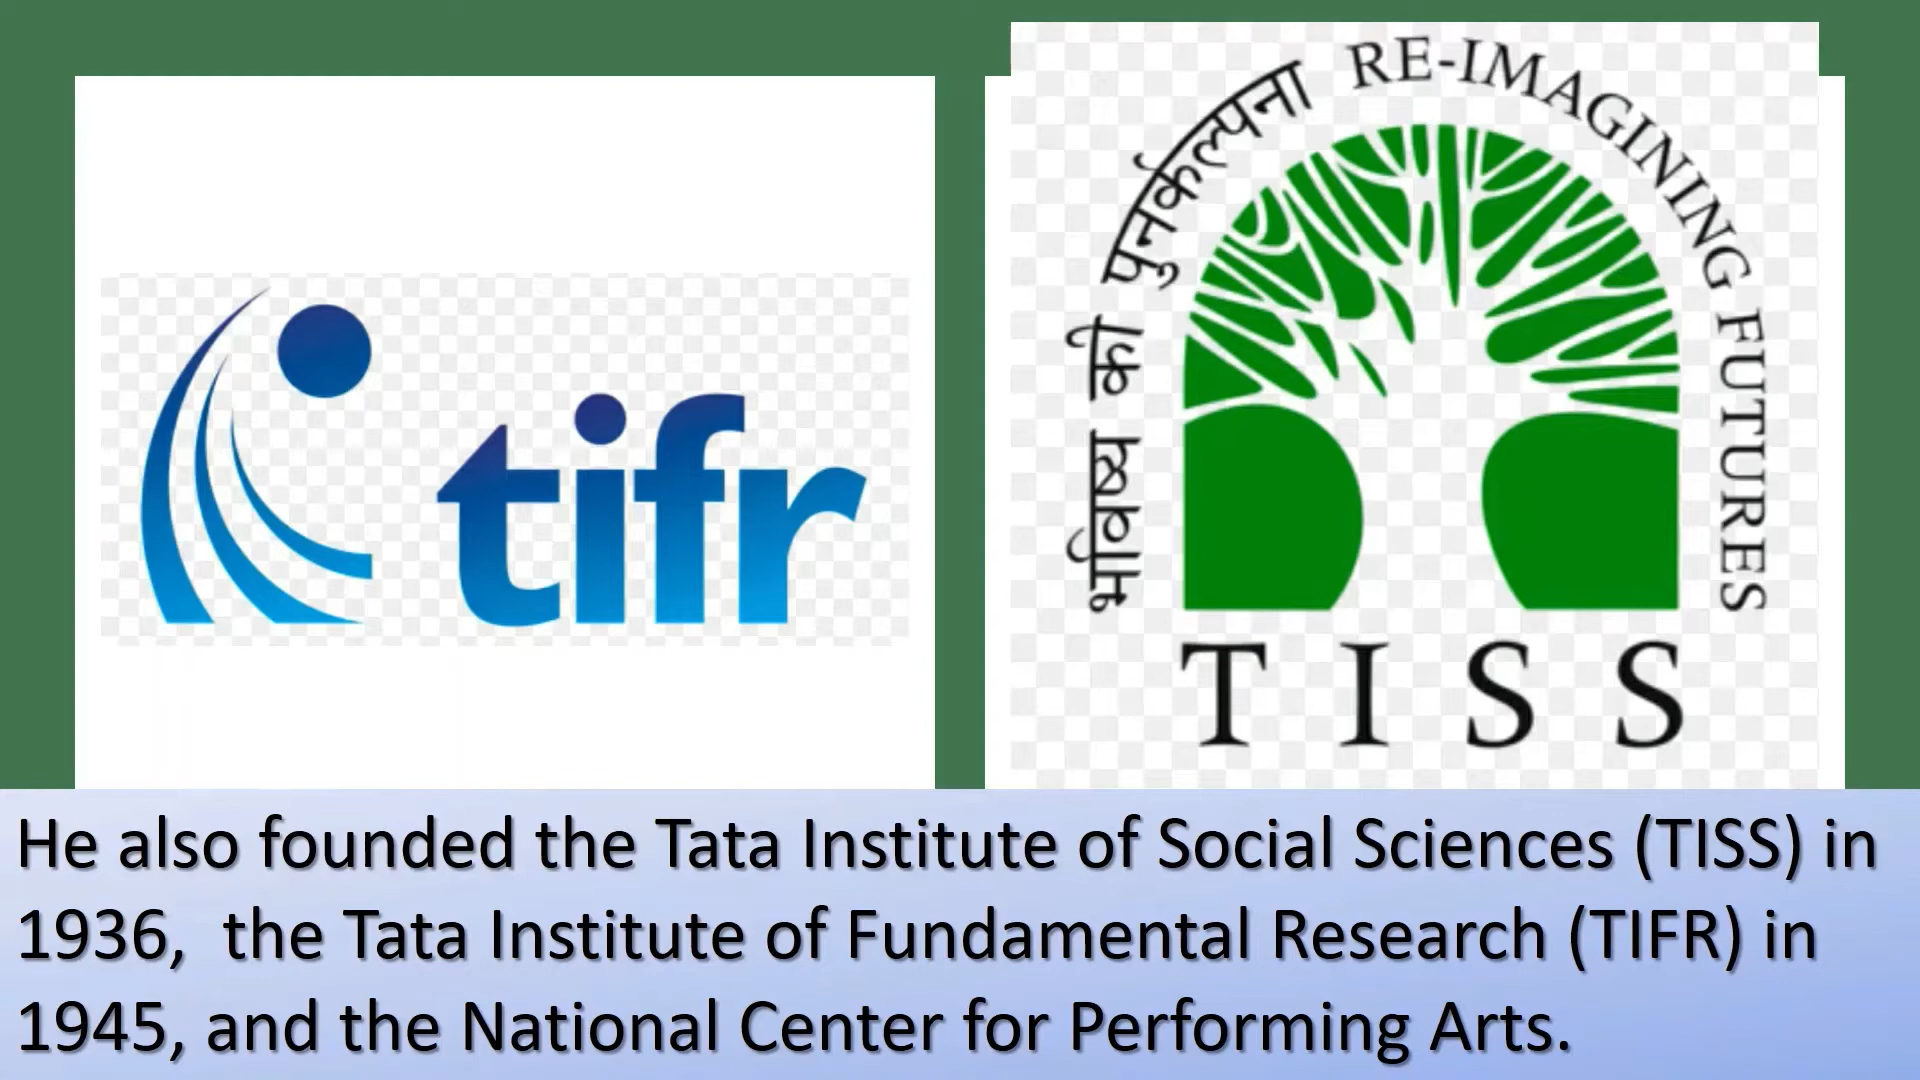 tifr
भविष्य की पुनर्कल्पना
RE-IMAGINING FUTURES
TISS
He also founded the Tata Institute of Social Sciences (TISS) in
1936, the Tata Institute of Fundamental Research (TIFR) in
1945, and the National Center for Performing Arts.